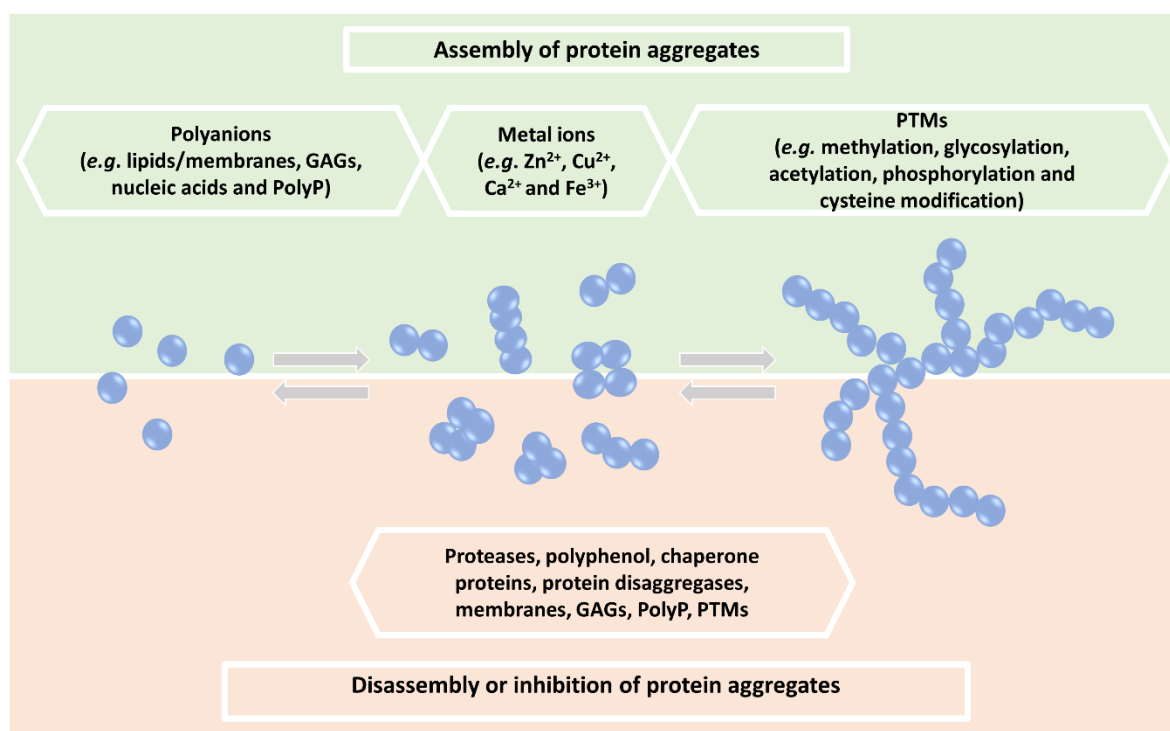 Assembly of protein aggregates
Polyanions
(e.g. lipids/membranes, GAGs,
nucleic acids and PolyP)
Metal ions
(e.g. Zn²⁺, Cu²⁺,
Ca²⁺ and Fe³⁺)
PTMs
(e.g. methylation, glycosylation,
acetylation, phosphorylation and
cysteine modification)
Proteases, polyphenol, chaperone
proteins, protein disaggregases,
membranes, GAGs, PolyP, PTMs
Disassembly or inhibition of protein aggregates